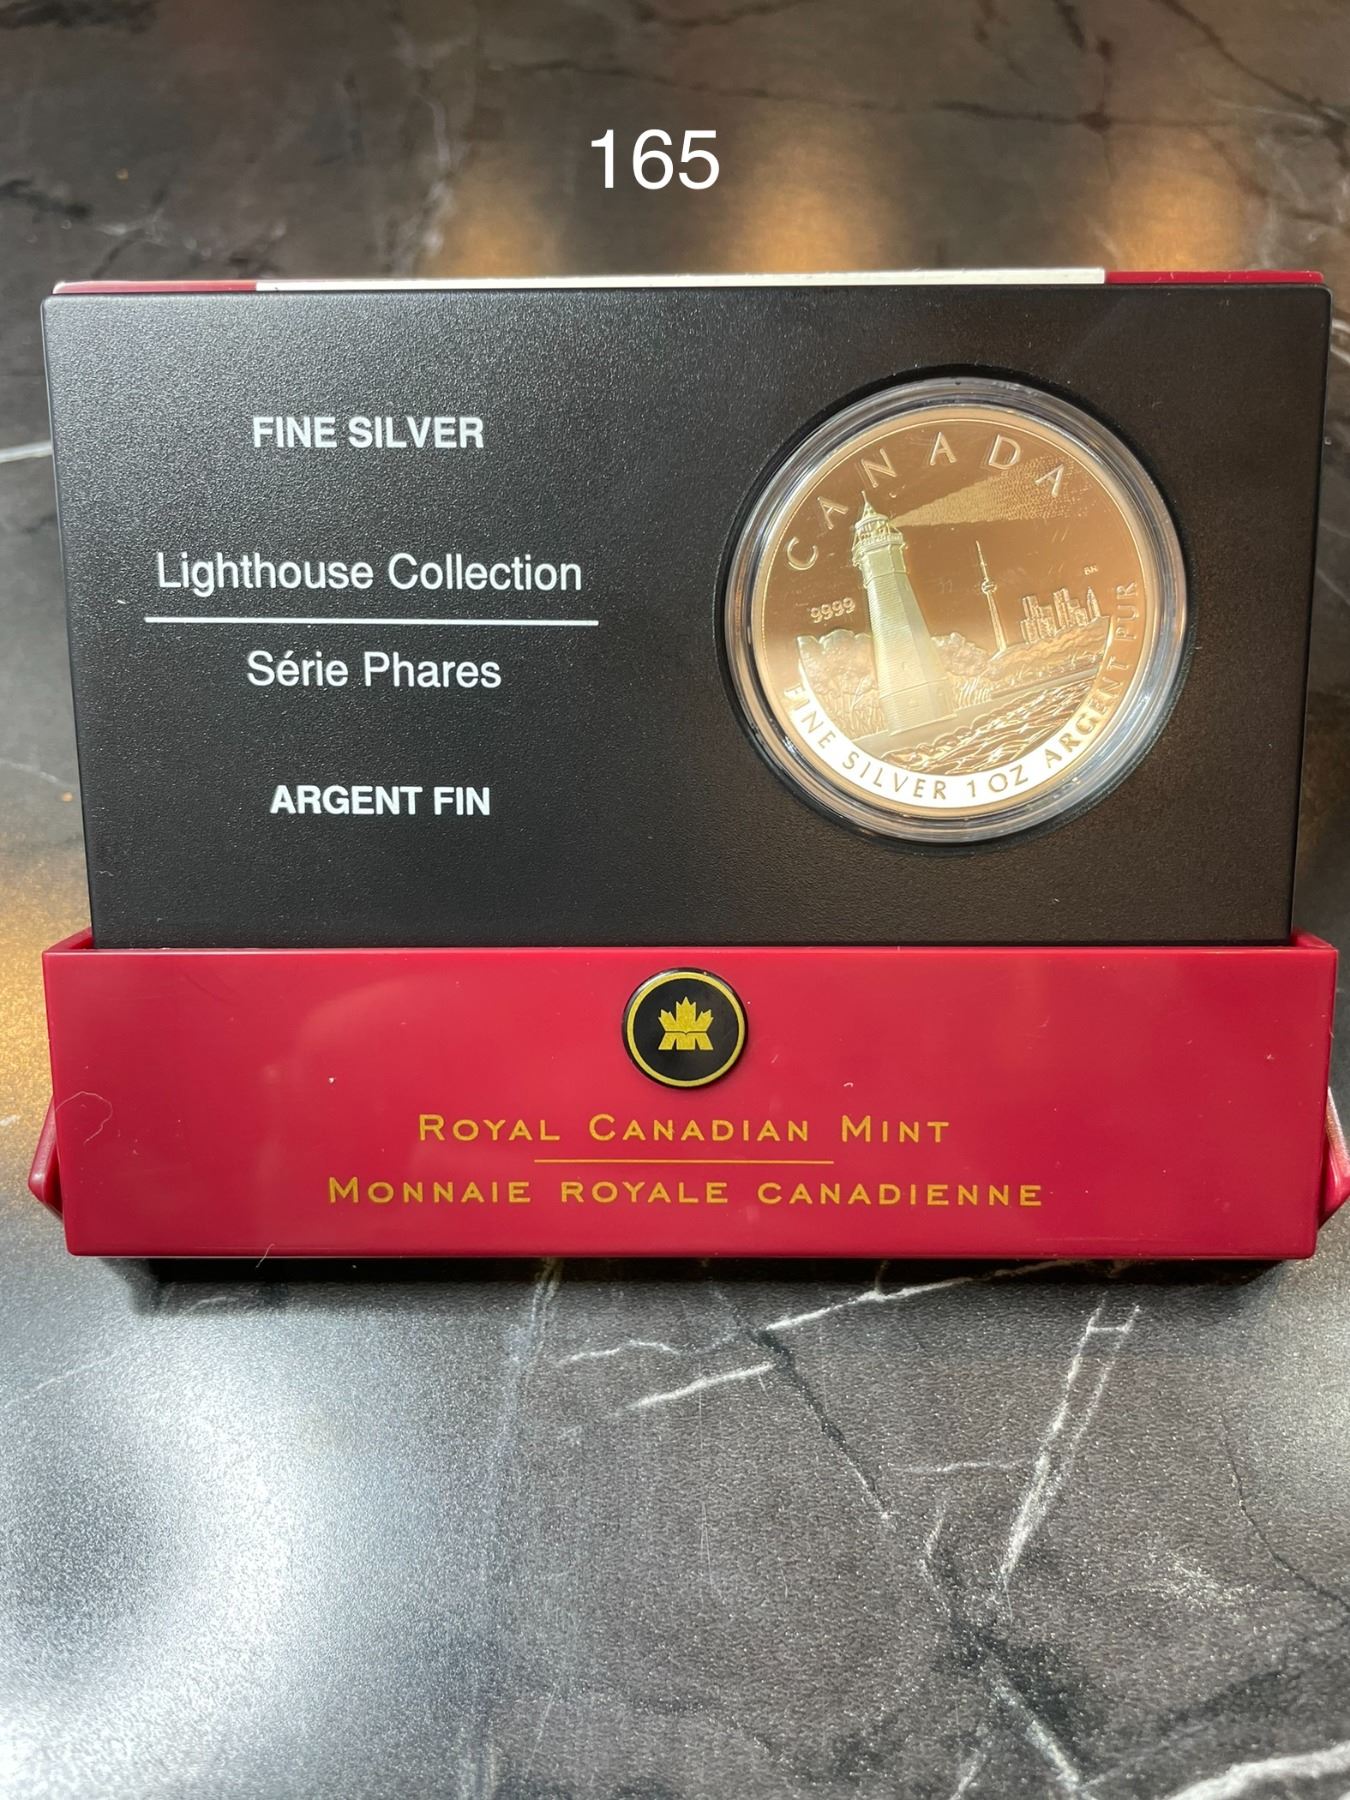 165
FINE SILVER
Lighthouse Collection
Série Phares
ARGENT FIN
CANADA
9999
FINE SILVER 1 OZ ARGENT PUR
ROYAL CANADIAN MINT
MONNAIE ROYALE CANADIENNE